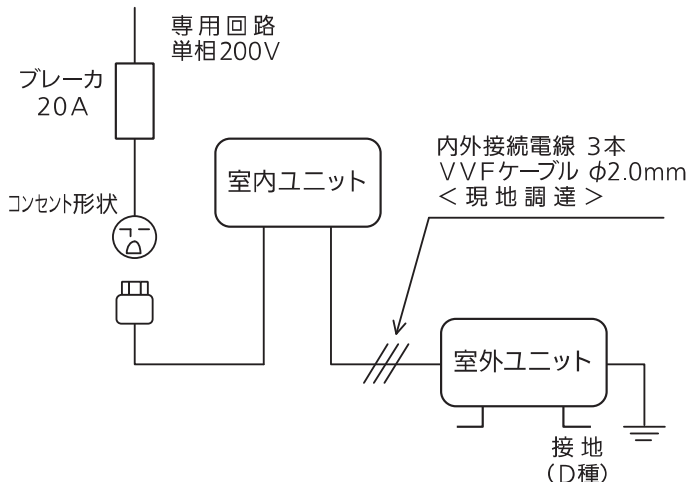 専用回路
単相200V
ブレーカ
20A
コンセント形状
室内ユニット
内外接続電線 3本
VVFケーブル φ2.0mm
<現地調達>
室外ユニット
接地
(D種)